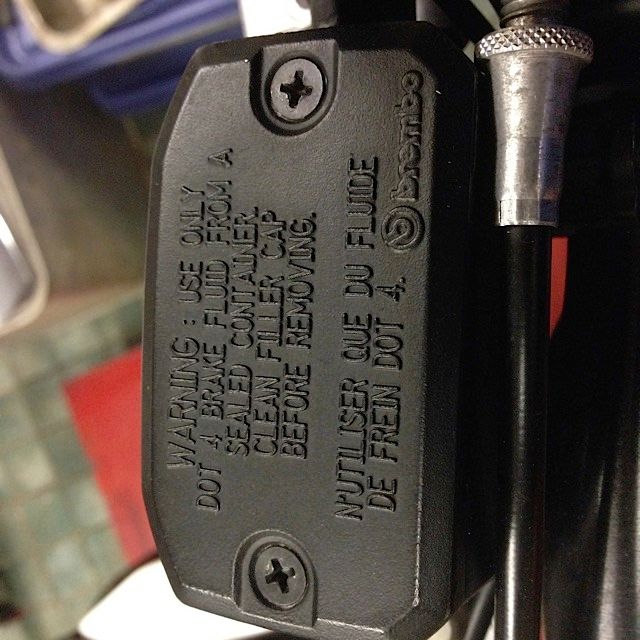 WARNING : USE ONLY
DOT 4 BRAKE FLUID FROM A
SEALED CONTAINER.
CLEAN FILLER CAP
BEFORE REMOVING.
N'UTILISER QUE DU FLUIDE
DE FREIN DOT 4.
brembo